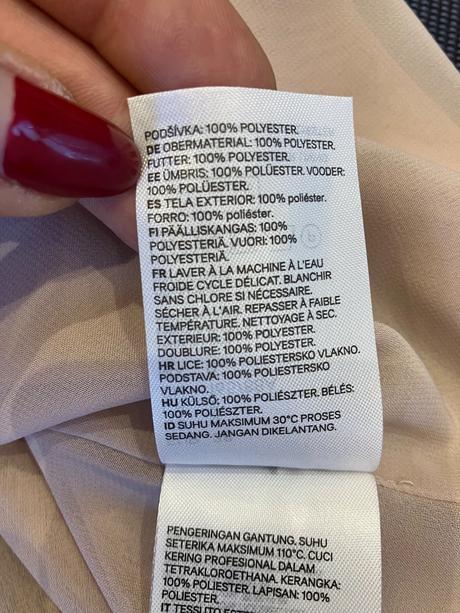 PODŠÍVKA: 100% POLYESTER.
DE OBERMATERIAL: 100% POLYESTER.
FUTTER: 100% POLYESTER.
EE ÜMBRIS: 100% POLÜESTER. VOODER:
100% POLÜESTER.
ES TELA EXTERIOR: 100% poliéster.
FORRO: 100% poliéster.
FI PÄÄLLISKANGAS: 100%
POLYESTERIÄ. VUORI: 100%
POLYESTERIÄ.
FR LAVER À LA MACHINE À L'EAU
FROIDE CYCLE DÉLICAT. BLANCHIR
SANS CHLORE SI NÉCESSAIRE.
SÉCHER À L'AIR. REPASSER À FAIBLE
TEMPÉRATURE. NETTOYAGE À SEC.
EXTERIEUR: 100% POLYESTER.
DOUBLURE: 100% POLYESTER.
HR LICE: 100% POLIESTERSKO VLAKNO.
PODSTAVA: 100% POLIESTERSKO
VLAKNO.
HU KÜLSŐ: 100% POLIÉSZTER. BÉLÉS:
100% POLIÉSZTER.
ID SUHU MAKSIMUM 30°C PROSES
SEDANG. JANGAN DIKELANTANG.
PENGERINGAN GANTUNG. SUHU
SETERIKA MAKSIMUM 110°C. CUCI
KERING PROFESIONAL DALAM
TETRAKLOROETHANA. KERANGKA:
100% POLIESTER. LAPISAN: 100%
POLIESTER.
IT TESSUTO